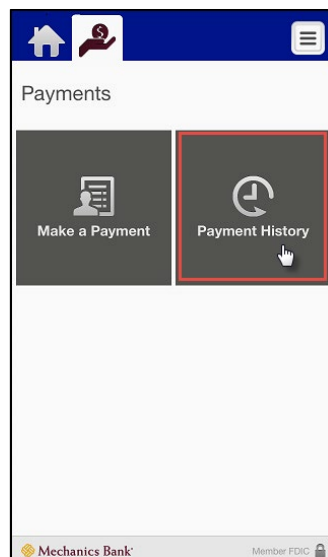 Payments
Make a Payment
Payment History
Mechanics Bank
Member FDIC